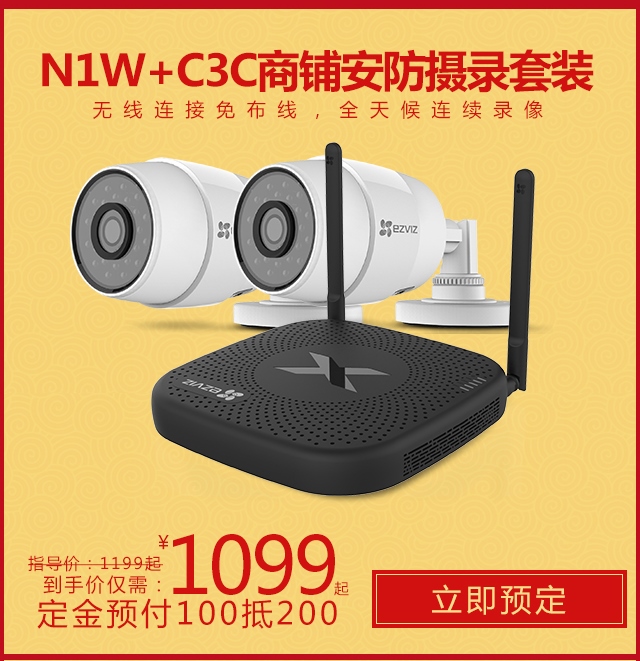 N1W+C3C商铺安防摄录套装
无线连接免布线，全天候连续录像
ezviz
ezviz
指导价：1199起
到手价仅需：¥1099起
定金预付100抵200
立即预定